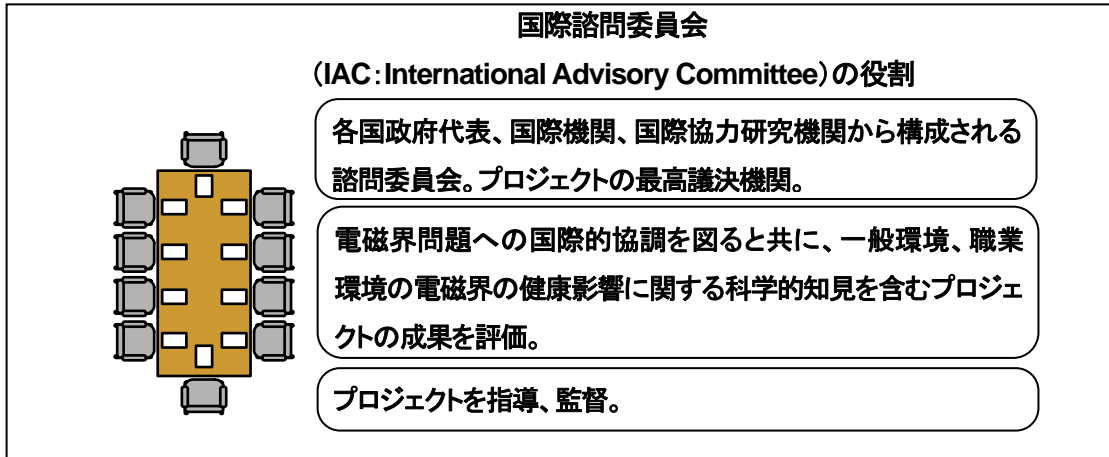 国際諮問委員会
（IAC：International Advisory Committee）の役割
各国政府代表、国際機関、国際協力研究機関から構成される
諮問委員会。プロジェクトの最高議決機関。
電磁界問題への国際的協調を図ると共に、一般環境、職業
環境の電磁界の健康影響に関する科学的知見を含むプロジェ
クトの成果を評価。
プロジェクトを指導、監督。